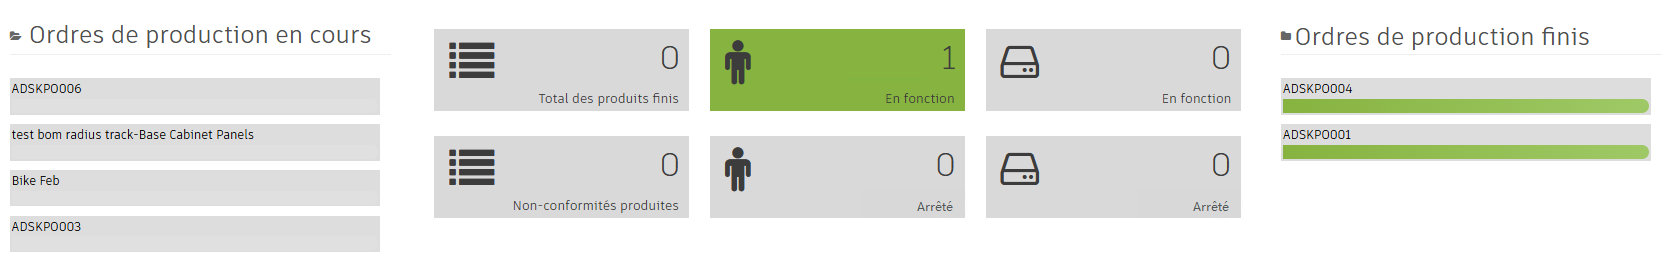 Ordres de production en cours
ADSKPO006
test bom radius track-Base Cabinet Panels
Bike Feb
ADSKPO003
0
Total des produits finis
1
En fonction
0
En fonction
0
Non-conformités produites
0
Arrêté
0
Arrêté
Ordres de production finis
ADSKPO004
ADSKPO001